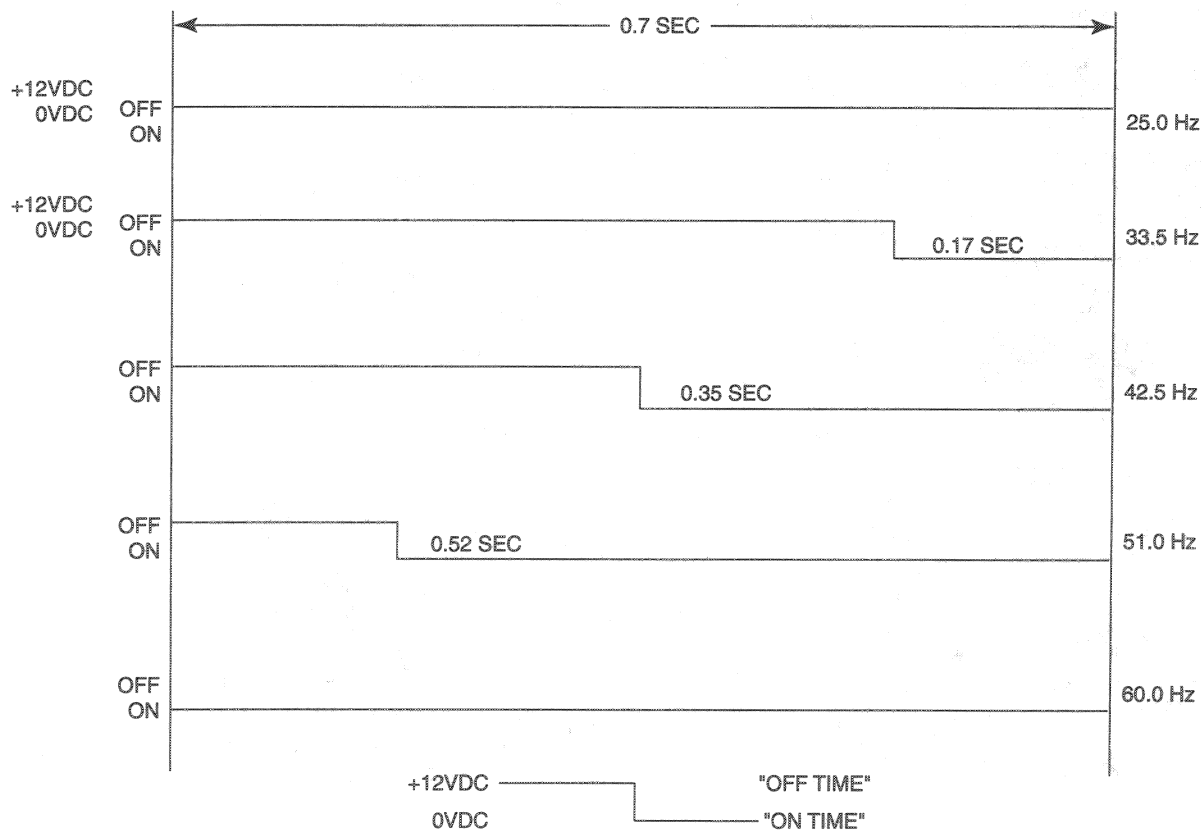 0.7 SEC
+12VDC
0VDC OFF
ON
25.0 Hz
+12VDC
0VDC OFF
ON
0.17 SEC
33.5 Hz
OFF
ON
0.35 SEC
42.5 Hz
OFF
ON
0.52 SEC
51.0 Hz
OFF
ON
60.0 Hz
+12VDC "OFF TIME"
0VDC "ON TIME"